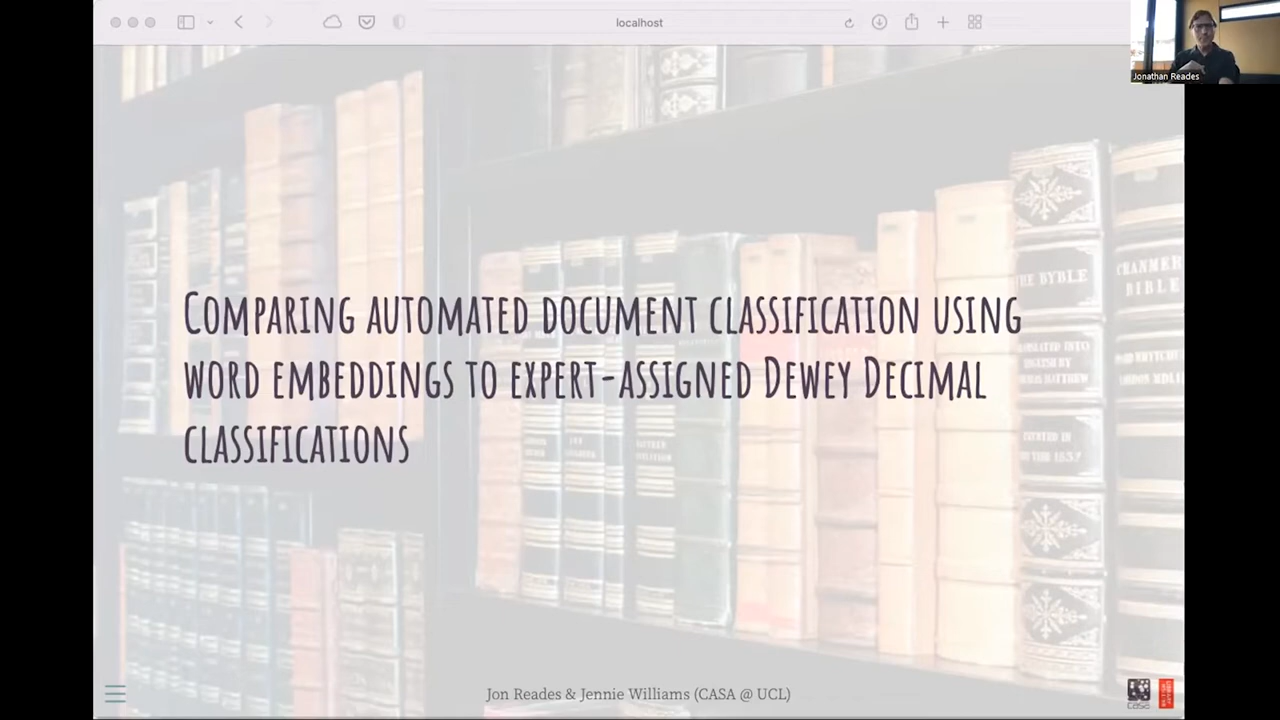 localhost
Jonathan Reades
Comparing automated document classification using
word embeddings to expert-assigned Dewey Decimal
classifications
THE BYBLE
CRANMER
BIBLE
Jon Reades & Jennie Williams (CASA @ UCL)
casa